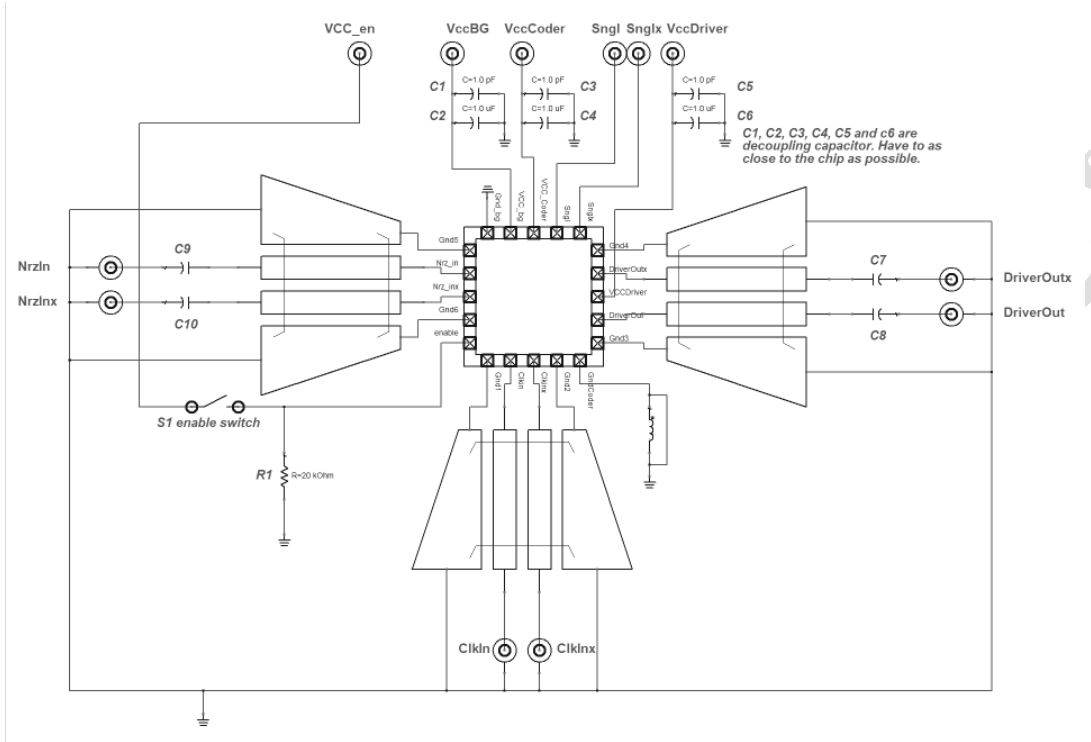 VCC_en
VccBG
VccCoder
Sngl
Snglx
VccDriver
C1
C=1.0 pF
C2
C=1.0 uF
C=1.0 pF
C3
C=1.0 uF
C4
C=1.0 pF
C5
C=1.0 uF
C6
C1, C2, C3, C4, C5 and c6 are
decoupling capacitor. Have to as
close to the chip as possible.
Gnd_bg
VCC_bg
VCC_Coder
Sngl
Snglx
Gnd5
Nrz_in
Nrz_inx
Gnd6
enable
Gnd4
DriverOutx
VCCDriver
DriverOut
Gnd3
Gnd1
ClkIn
ClkInx
Gnd2
GndCoder
NrzIn
C9
NrzInx
C10
C7
DriverOutx
C8
DriverOut
S1 enable switch
R1
R=20 kOhm
ClkIn
ClkInx